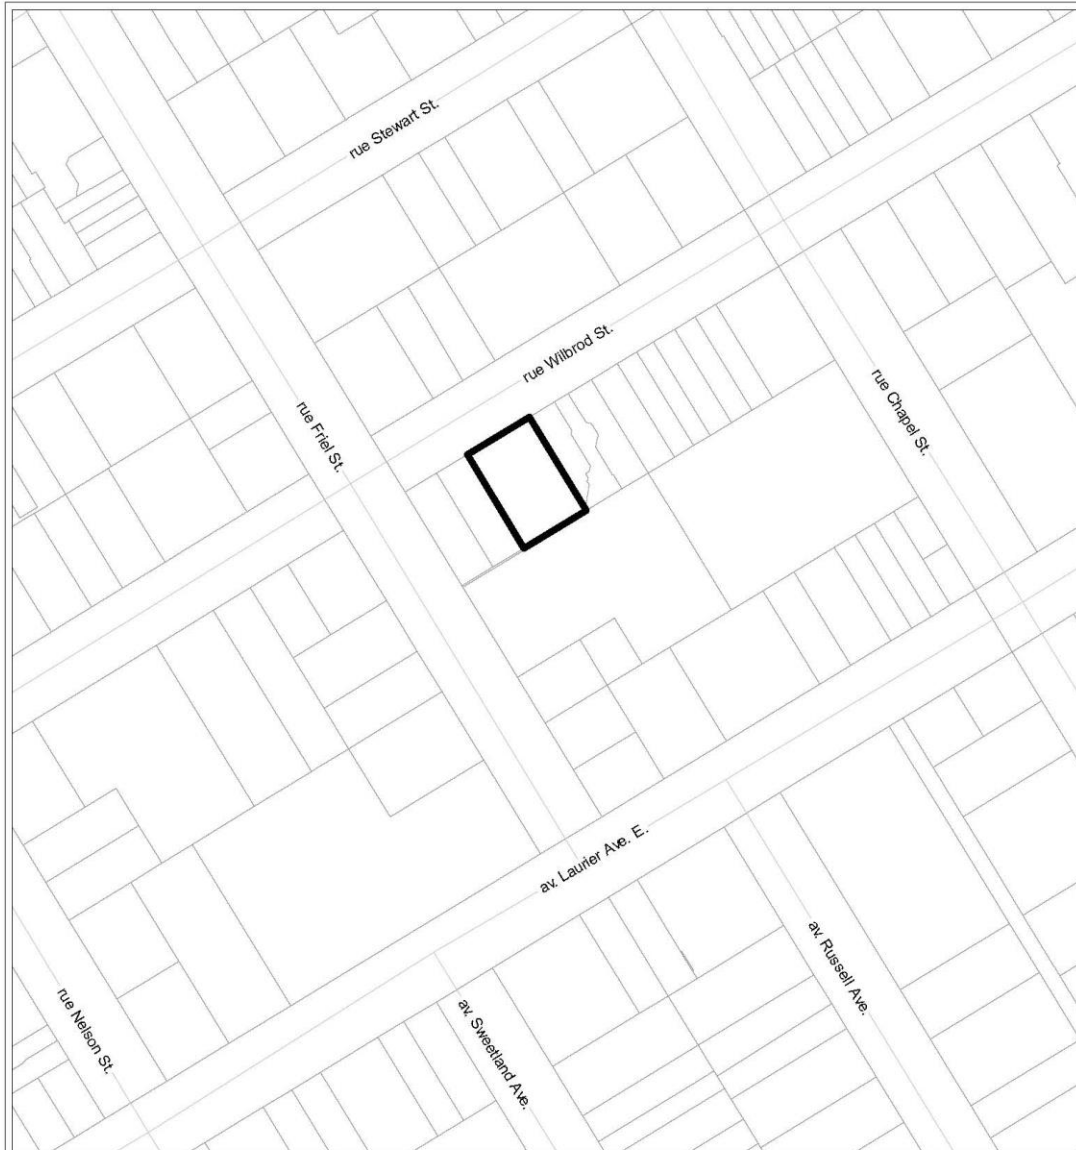 rue Stewart St.
rue Wilbrod St.
rue Friel St.
rue Chapel St.
av. Laurier Ave. E.
av. Russell Ave.
rue Nelson St.
av. Sweetland Ave.